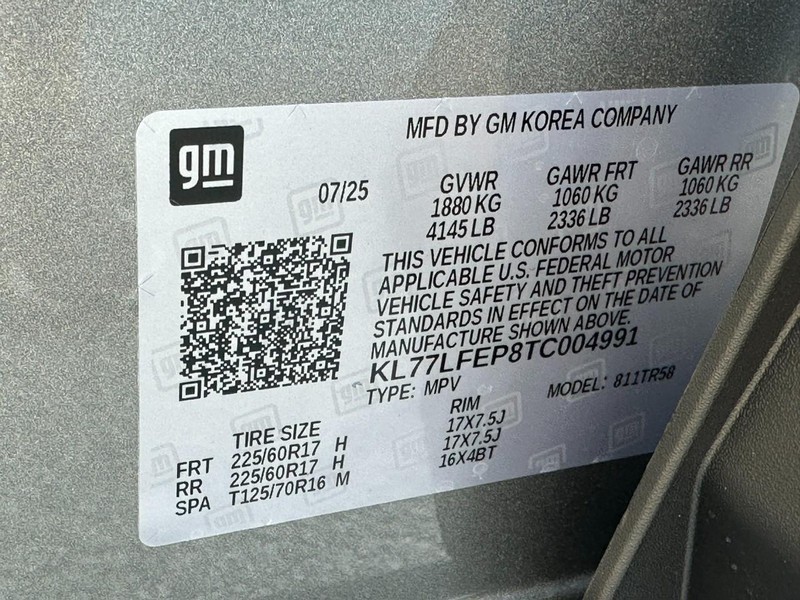 gm
MFD BY GM KOREA COMPANY
07/25
GVWR GAWR FRT GAWR RR
1880 KG 1060 KG 1060 KG
4145 LB 2336 LB 2336 LB
THIS VEHICLE CONFORMS TO ALL
APPLICABLE U.S. FEDERAL MOTOR
VEHICLE SAFETY AND THEFT PREVENTION
STANDARDS IN EFFECT ON THE DATE OF
MANUFACTURE SHOWN ABOVE.
KL77LFEP8TC004991
TYPE: MPV MODEL: 811TR58
TIRE SIZE RIM
FRT 225/60R17 H 17X7.5J
RR 225/60R17 H 17X7.5J
SPA T125/70R16 M 16X4BT